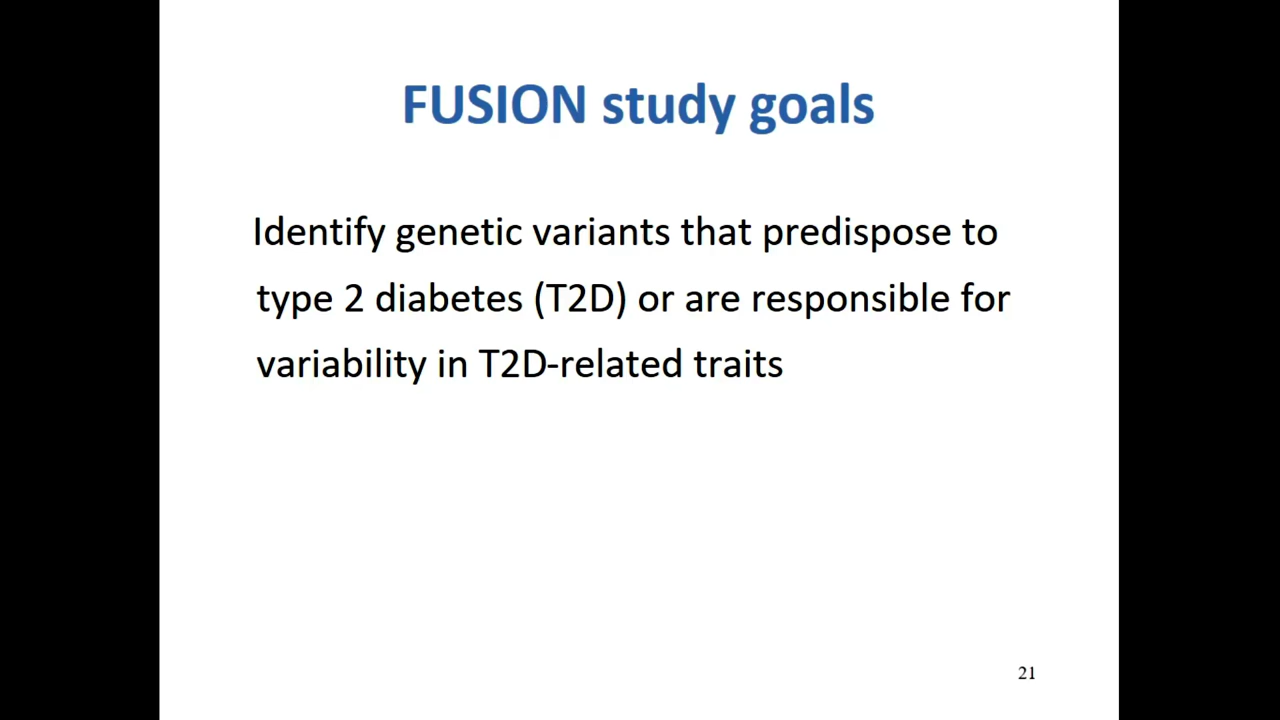 FUSION study goals
Identify genetic variants that predispose to
type 2 diabetes (T2D) or are responsible for
variability in T2D-related traits
21